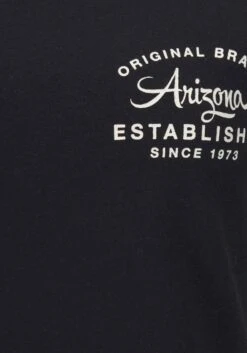 ORIGINAL BRA
Arizona
ESTABLISH
SINCE 1973